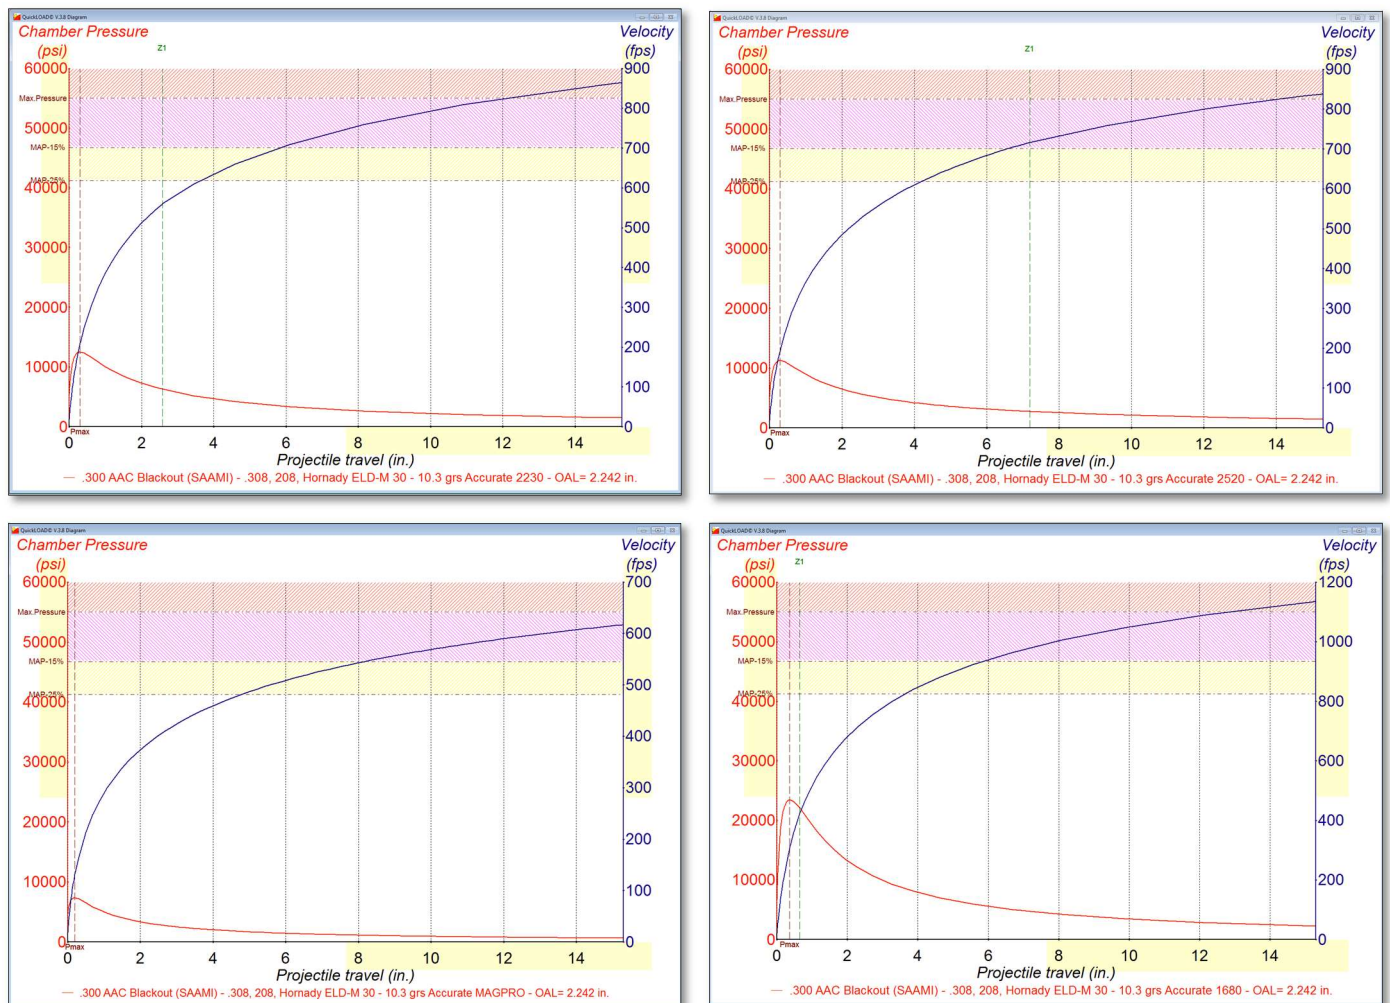 QuickLOAD© V.3.8 Diagram
Chamber Pressure Velocity
(psi) Z1 (fps)
60000 900
Max.Pressure 800
50000
MAP-15% 700
MAP-25% 600
40000
500
30000 400
20000 300
200
10000
100
0 0
Pmax
0 2 4 6 8 10 12 14
Projectile travel (in.)
.300 AAC Blackout (SAAMI) - .308, 208, Hornady ELD-M 30 - 10.3 grs Accurate 2230 - OAL= 2.242 in.
QuickLOAD© V.3.8 Diagram
Chamber Pressure Velocity
(psi) Z1 (fps)
60000 900
Max.Pressure 800
50000
MAP-15% 700
MAP-25% 600
40000
500
30000 400
20000 300
200
10000
100
0 0
Pmax
0 2 4 6 8 10 12 14
Projectile travel (in.)
.300 AAC Blackout (SAAMI) - .308, 208, Hornady ELD-M 30 - 10.3 grs Accurate 2520 - OAL= 2.242 in.
QuickLOAD© V.3.8 Diagram
Chamber Pressure Velocity
(psi) (fps)
60000 700
Max.Pressure
50000 600
MAP-15%
MAP-25% 500
40000
400
30000
300
20000
200
10000
100
0 0
Pmax
0 2 4 6 8 10 12 14
Projectile travel (in.)
.300 AAC Blackout (SAAMI) - .308, 208, Hornady ELD-M 30 - 10.3 grs Accurate MAGPRO - OAL= 2.242 in.
QuickLOAD© V.3.8 Diagram
Chamber Pressure Velocity
(psi) Z1 (fps)
60000 1200
Max.Pressure
50000 1000
MAP-15%
MAP-25%
40000 800
30000 600
20000 400
10000 200
0 0
Pmax
0 2 4 6 8 10 12 14
Projectile travel (in.)
.300 AAC Blackout (SAAMI) - .308, 208, Hornady ELD-M 30 - 10.3 grs Accurate 1680 - OAL= 2.242 in.